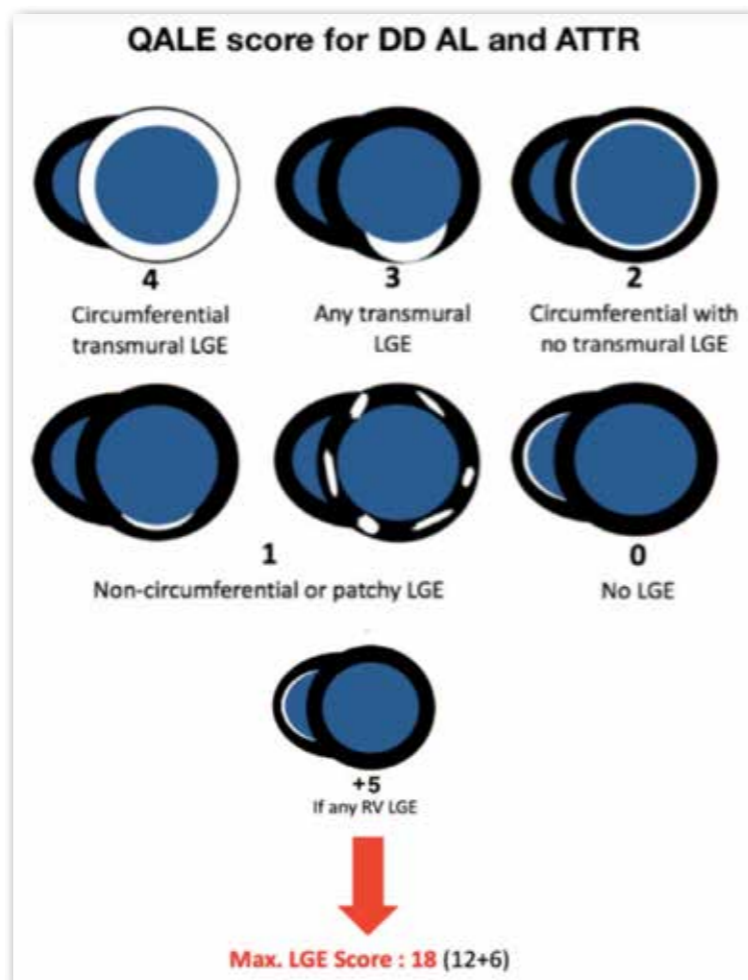 QALE score for DD AL and ATTR
4
Circumferential
transmural LGE
3
Any transmural
LGE
2
Circumferential with
no transmural LGE
1
Non-circumferential or patchy LGE
0
No LGE
+5
If any RV LGE
Max. LGE Score : 18 (12+6)